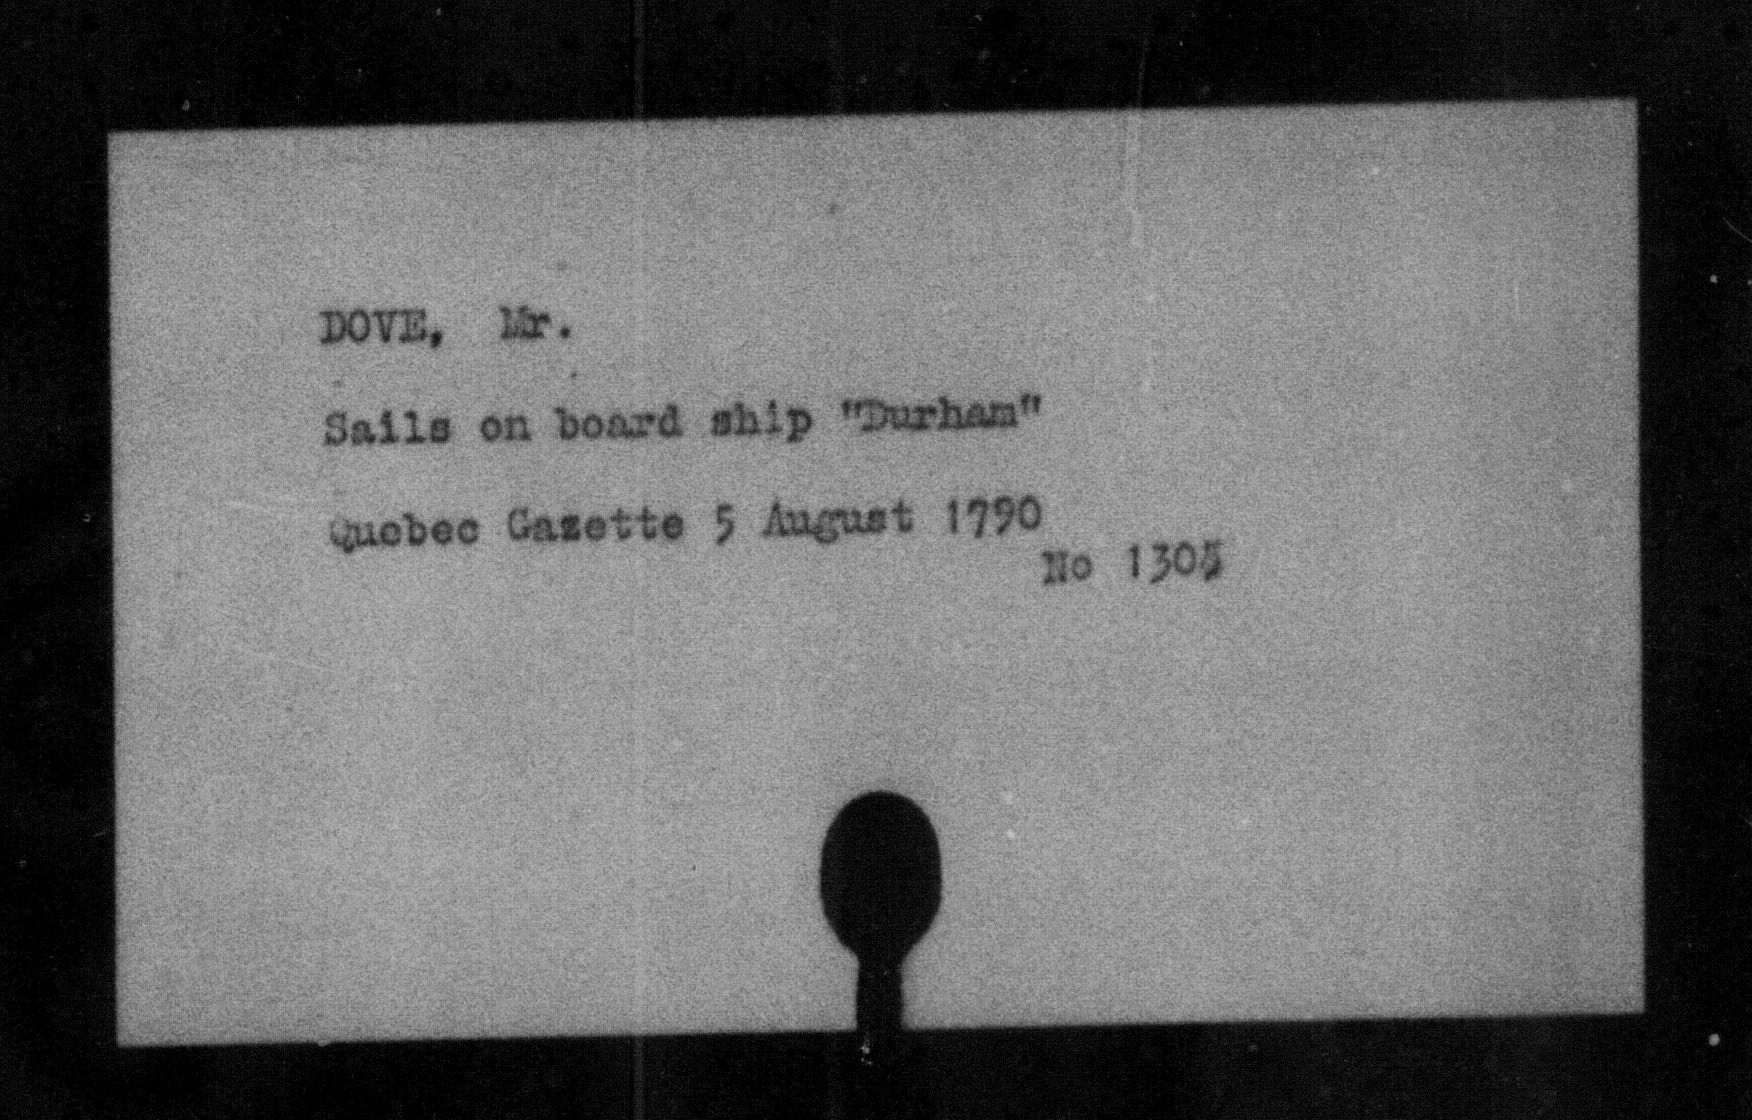 DOVE, Mr.
Sails on board ship "Durham"
Quebec Gazette 5 August 1790
No 1305